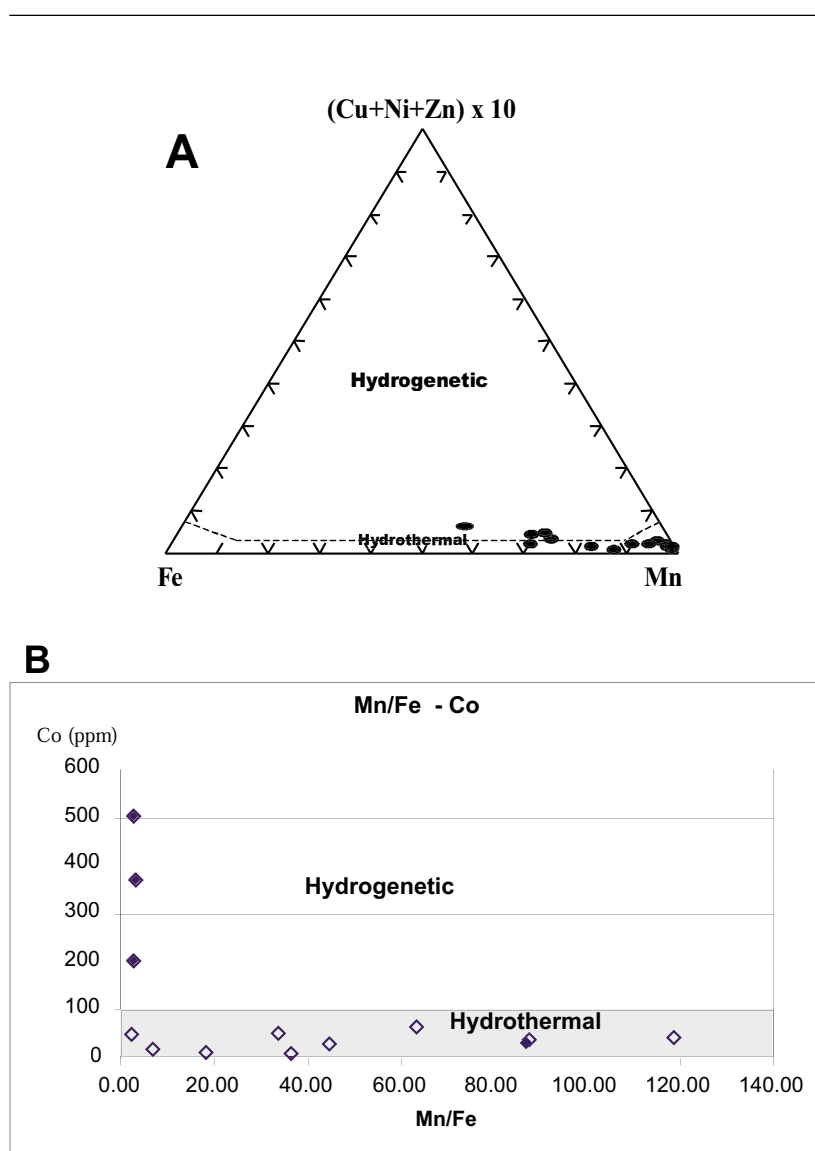 (Cu+Ni+Zn) x 10
A
Hydrogenetic
Hydrothermal
Fe
Mn
B
Mn/Fe - Co
Co (ppm)
600
500
400
Hydrogenetic
300
200
100
Hydrothermal
0
0.00 20.00 40.00 60.00 80.00 100.00 120.00 140.00
Mn/Fe